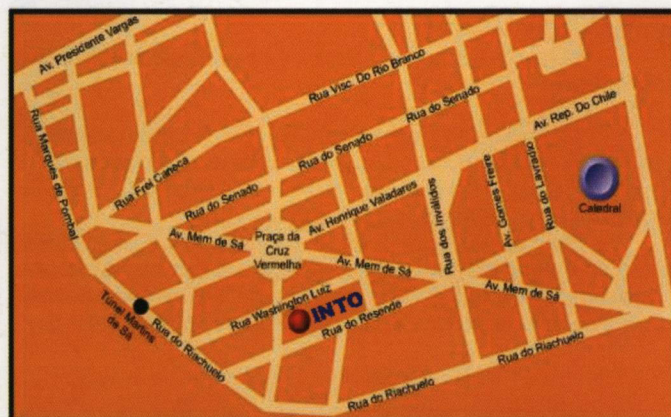 Av. Presidente Vargas
Rua Visc. Do Rio Branco
Rua do Senado
Rua Marques de Pombal
Rua Frei Caneca
Rua do Senado
Rua do Senado
Av. Rep. Do Chile
Av. Henrique Valadares
Rua dos Invalidos
Av. Gomes Freire
Rua do Lavradio
Catedral
Av. Mem de Sá
Praça da
Cruz
Vermelha
Av. Mem de Sá
Av. Mem de Sá
Túnel Martins
de Sá
Rua Washington Luiz
INTO
Rua do Resende
Rua do Riachuelo
Rua do Riachuelo
Rua do Riachuelo